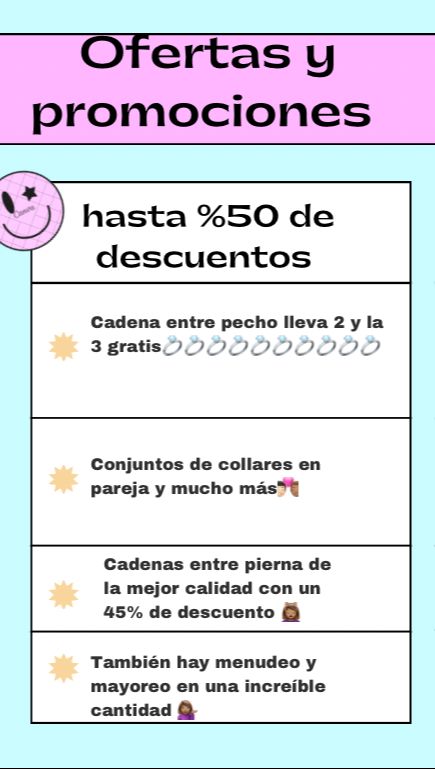 Ofertas y
promociones
hasta %50 de
descuentos
Cadena entre pecho lleva 2 y la
3 gratis💍💍💍💍💍💍💍💍💍💍
Conjuntos de collares en
pareja y mucho más
Cadenas entre pierna de
la mejor calidad con un
45% de descuento
También hay menudeo y
mayoreo en una increíble
cantidad